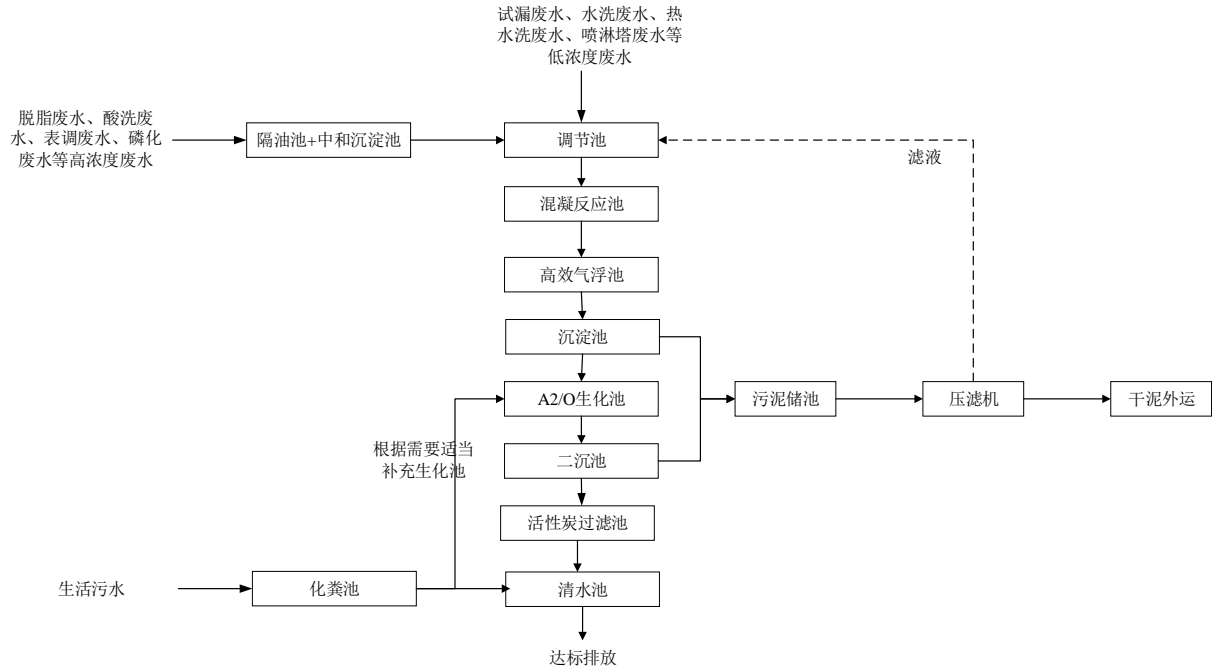 试漏废水、水洗废水、热
水洗废水、喷淋塔废水等
低浓度废水
脱脂废水、酸洗废
水、表调废水、磷化
废水等高浓度废水
隔油池+中和沉淀池
调节池
滤液
混凝反应池
高效气浮池
沉淀池
A2/O生化池
污泥储池
压滤机
干泥外运
根据需要适当
补充生化池
二沉池
活性炭过滤池
生活污水
化粪池
清水池
达标排放